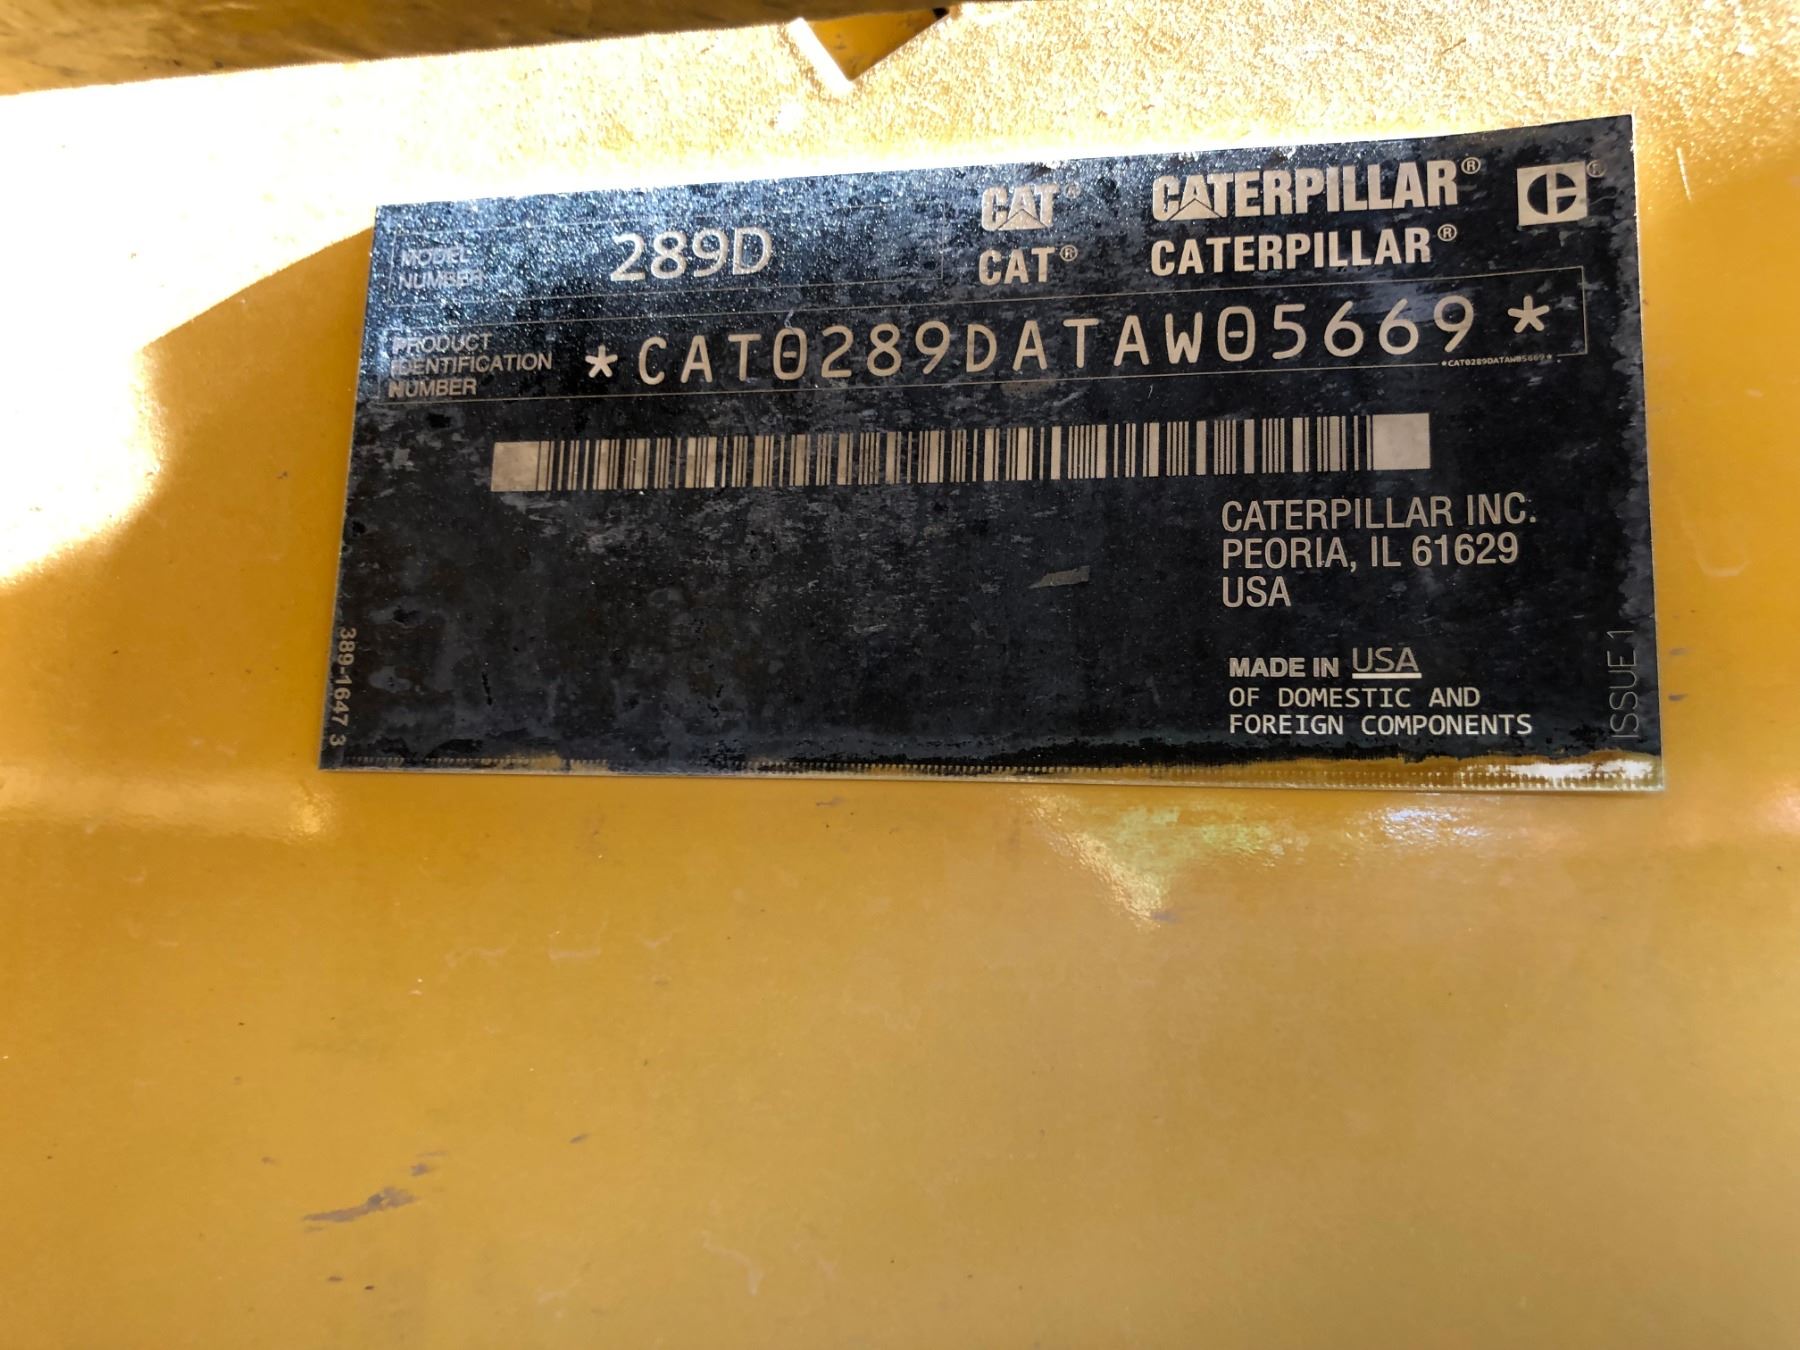 CAT® CATERPILLAR® ®
MODEL NUMBER 289D CAT® CATERPILLAR®
PRODUCT IDENTIFICATION NUMBER *CAT0289DATAW05669*
*CAT0289DATAW05669*
CATERPILLAR INC.
PEORIA, IL 61629
USA
MADE IN USA
OF DOMESTIC AND
FOREIGN COMPONENTS
389-1647 3
ISSUE 1